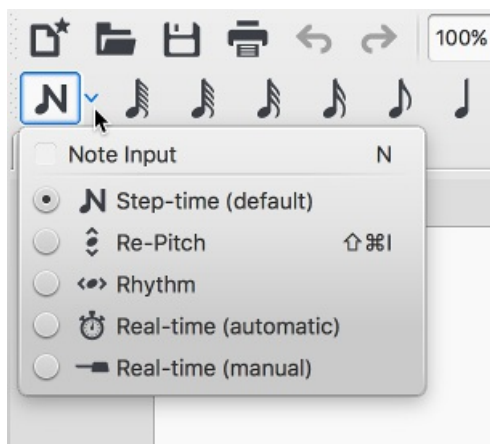 100%
Note Input N
Step-time (default)
Re-Pitch ⇧⌘I
Rhythm
Real-time (automatic)
Real-time (manual)